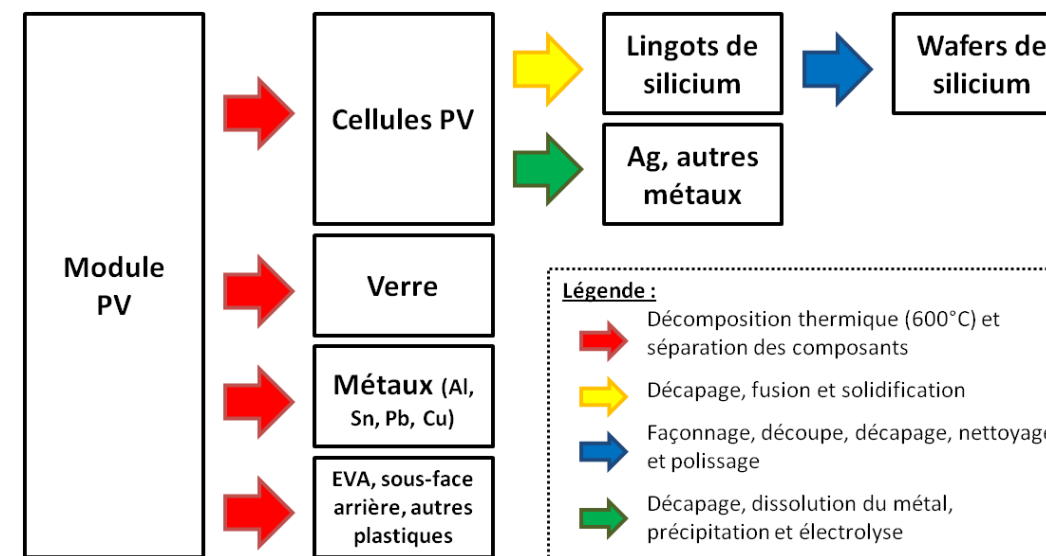 Module
PV
Cellules PV
Lingots de
silicium
Wafers de
silicium
Ag, autres
métaux
Verre
Métaux (Al,
Sn, Pb, Cu)
EVA, sous-face
arrière, autres
plastiques
Légende :
Décomposition thermique (600°C) et
séparation des composants
Décapage, fusion et solidification
Façonnage, découpe, décapage, nettoyage
et polissage
Décapage, dissolution du métal,
précipitation et électrolyse